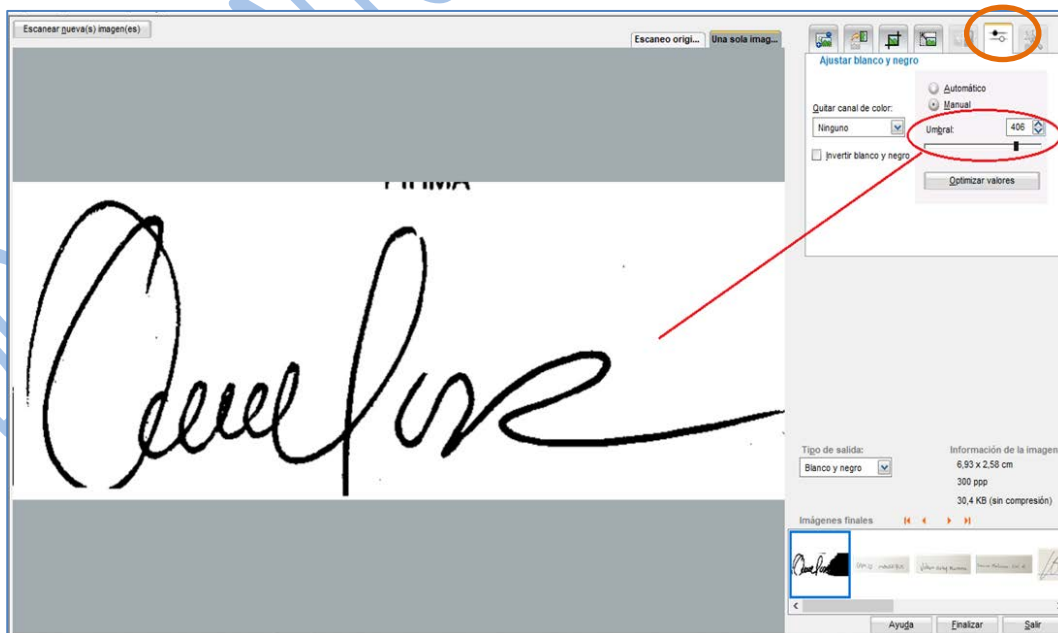 Escanear nueva(s) imagen(es)
Escaneo origi... Una sola imag...
Ajustar blanco y negro
Automático
Quitar canal de color:
Manual
Ninguno
Umbral: 406
Invertir blanco y negro
Optimizar valores
FIRMA
Tipo de salida:
Blanco y negro
Información de la imagen
6,93 x 2,58 cm
300 ppp
30,4 KB (sin compresión)
Imágenes finales
Ayuda Finalizar Salir